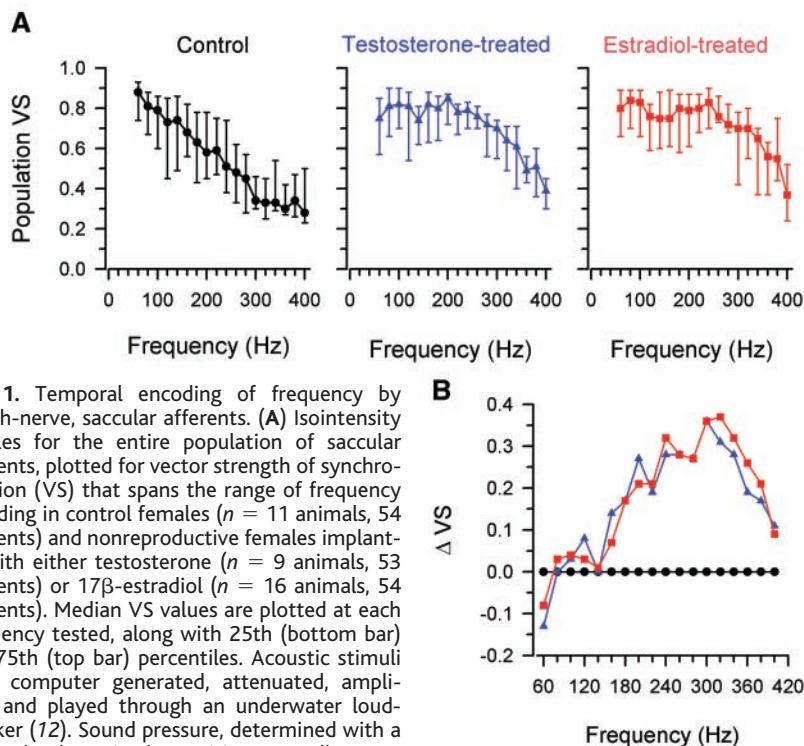 A
Control
Testosterone-treated
Estradiol-treated
Population VS
1.0
0.8
0.6
0.4
0.2
0.0
0 100 200 300 400
0 100 200 300 400
0 100 200 300 400
Frequency (Hz)
Frequency (Hz)
Frequency (Hz)
1. Temporal encoding of frequency by
h-nerve, saccular afferents. (A) Isointensity
es for the entire population of saccular
ents, plotted for vector strength of synchro-
ion (VS) that spans the range of frequency
ding in control females (n = 11 animals, 54
ents) and nonreproductive females implant-
ith either testosterone (n = 9 animals, 53
ents) or 17β-estradiol (n = 16 animals, 54
ents). Median VS values are plotted at each
iency tested, along with 25th (bottom bar)
75th (top bar) percentiles. Acoustic stimuli
computer generated, attenuated, ampli-
and played through an underwater loud-
ker (12). Sound pressure, determined with a
B
Δ VS
0.4
0.3
0.2
0.1
0.0
-0.1
-0.2
60 120 180 240 300 360 420
Frequency (Hz)